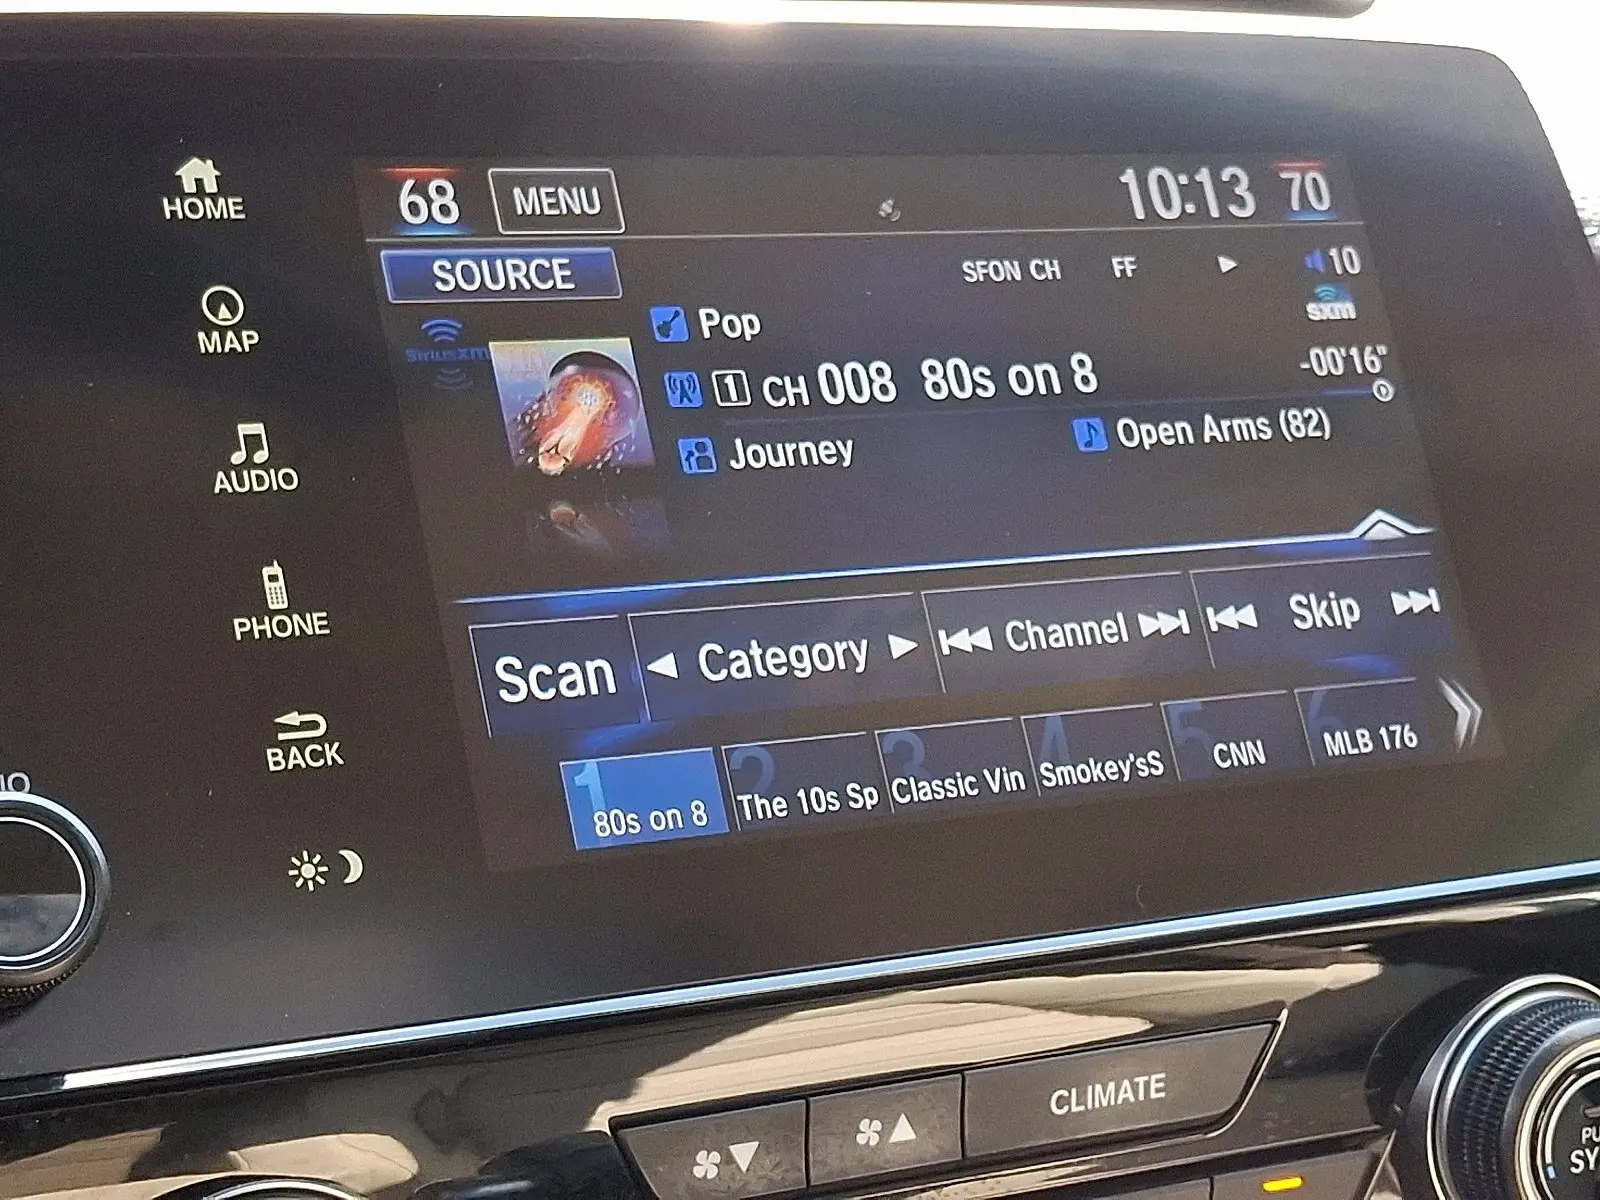 HOME
MAP
AUDIO
PHONE
BACK
68 MENU 10:13 70
SOURCE SFON CH FF 10
SIRIUSXM sxm
Pop
1 CH 008 80s on 8 -00'16"
Journey Open Arms (82)
Scan Category Channel Skip
1 2 3 4 5 6
80s on 8 The 10s Sp Classic Vin Smokey'sS CNN MLB 176
CLIMATE